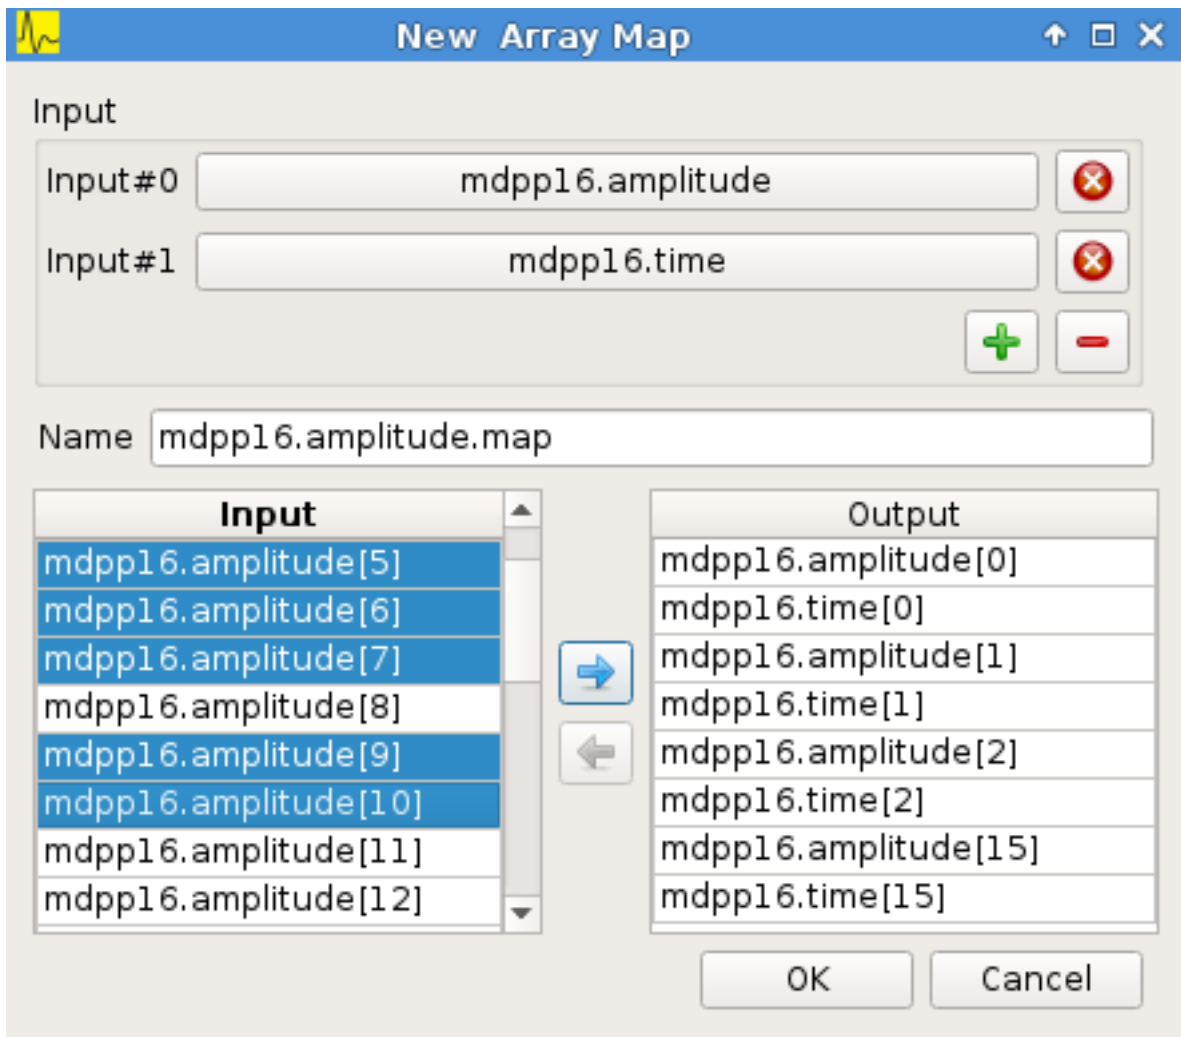 New Array Map
Input
Input#0 mdpp16.amplitude
Input#1 mdpp16.time
Name mdpp16.amplitude.map
Input
mdpp16.amplitude[5]
mdpp16.amplitude[6]
mdpp16.amplitude[7]
mdpp16.amplitude[8]
mdpp16.amplitude[9]
mdpp16.amplitude[10]
mdpp16.amplitude[11]
mdpp16.amplitude[12]
Output
mdpp16.amplitude[0]
mdpp16.time[0]
mdpp16.amplitude[1]
mdpp16.time[1]
mdpp16.amplitude[2]
mdpp16.time[2]
mdpp16.amplitude[15]
mdpp16.time[15]
OK Cancel